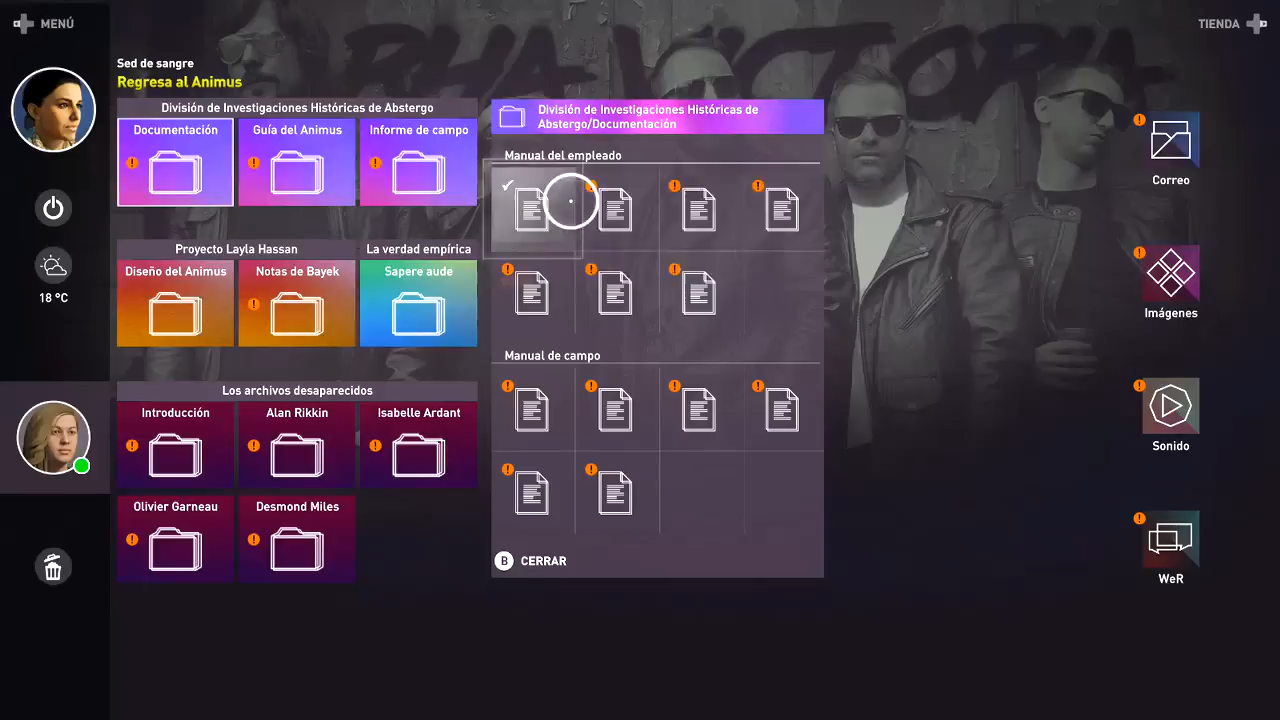 MENÚ
TIENDA
Sed de sangre
Regresa al Animus
División de Investigaciones Históricas de Abstergo
Documentación
Guía del Animus
Informe de campo
Proyecto Layla Hassan
La verdad empírica
Diseño del Animus
Notas de Bayek
Sapere aude
18 °C
Los archivos desaparecidos
Introducción
Alan Rikkin
Isabelle Ardant
Olivier Garneau
Desmond Miles
División de Investigaciones Históricas de
Abstergo/Documentación
Manual del empleado
Manual de campo
B CERRAR
Correo
Imágenes
Sonido
WeR